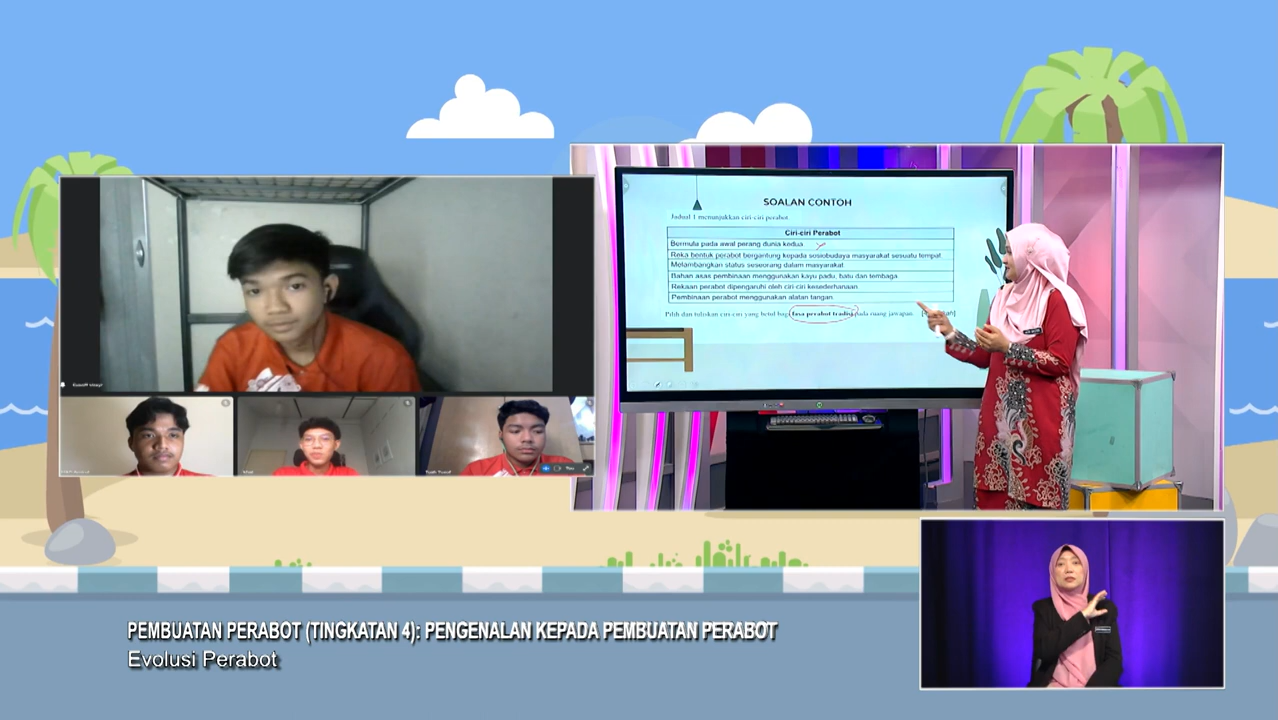 SOALAN CONTOH
Jadual 1 menunjukkan ciri-ciri perabot.
Ciri-ciri Perabot
Bermula pada awal perang dunia kedua
Reka bentuk perabot bergantung kepada sosiobudaya masyarakat sesuatu tempat
Melambangkan status seseorang dalam masyarakat
Bahan asas pembinaan menggunakan kayu padu, batu dan tembaga
Rekaan perabot dipengaruhi oleh ciri-ciri kesederhanaan
Pembinaan perabot menggunakan alatan tangan
Pilih dan tuliskan ciri-ciri yang betul bagi fasa perabot tradisi pada ruang jawapan.
PEMBUATAN PERABOT (TINGKATAN 4): PENGENALAN KEPADA PEMBUATAN PERABOT
Evolusi Perabot